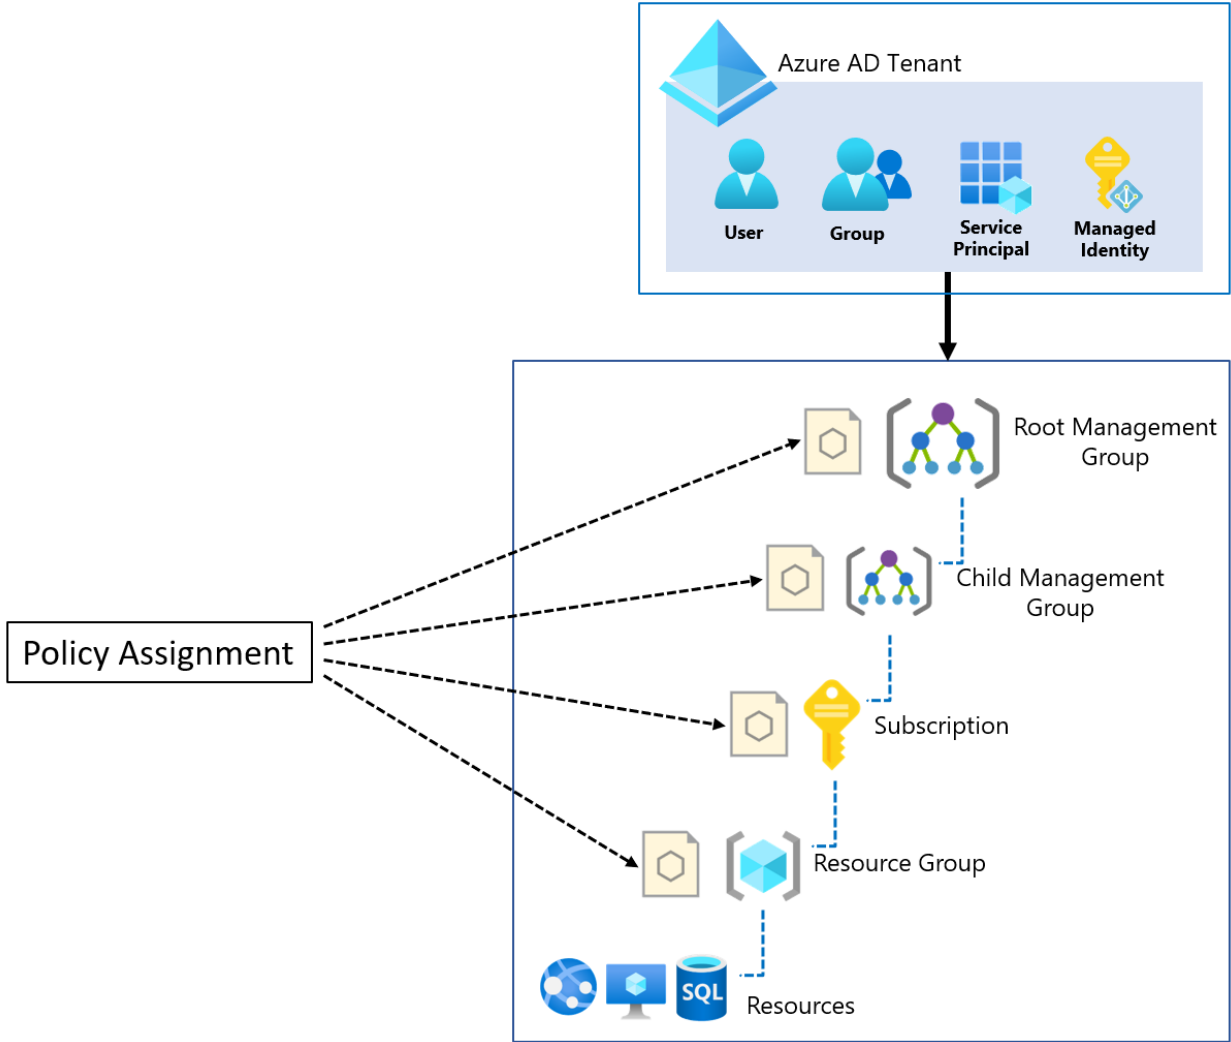 Azure AD Tenant
User
Group
Service
Principal
Managed
Identity
Root Management
Group
Child Management
Group
Policy Assignment
Subscription
Resource Group
SQL
Resources